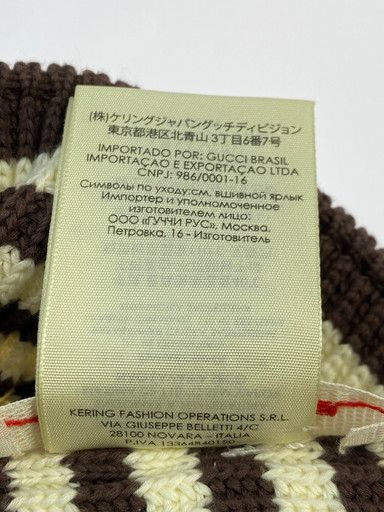 (株)ケリングジャパングッチディビジョン
東京都港区北青山3丁目6番7号
IMPORTADO POR: GUCCI BRASIL
IMPORTAÇAO E EXPORTAÇAO LTDA
CNPJ: 986/0001-16
Символы по уходу:см. вшивной ярлык
Импортер и уполномоченное
изготовителем лицо:
ООО "ГУЧЧИ РУС", Москва,
Петровка, 16 - Изготовитель
KERING FASHION OPERATIONS S.R.L.
VIA GIUSEPPE BELLETTI 4/C
28100 NOVARA - ITALIA
P.IVA 13364840150